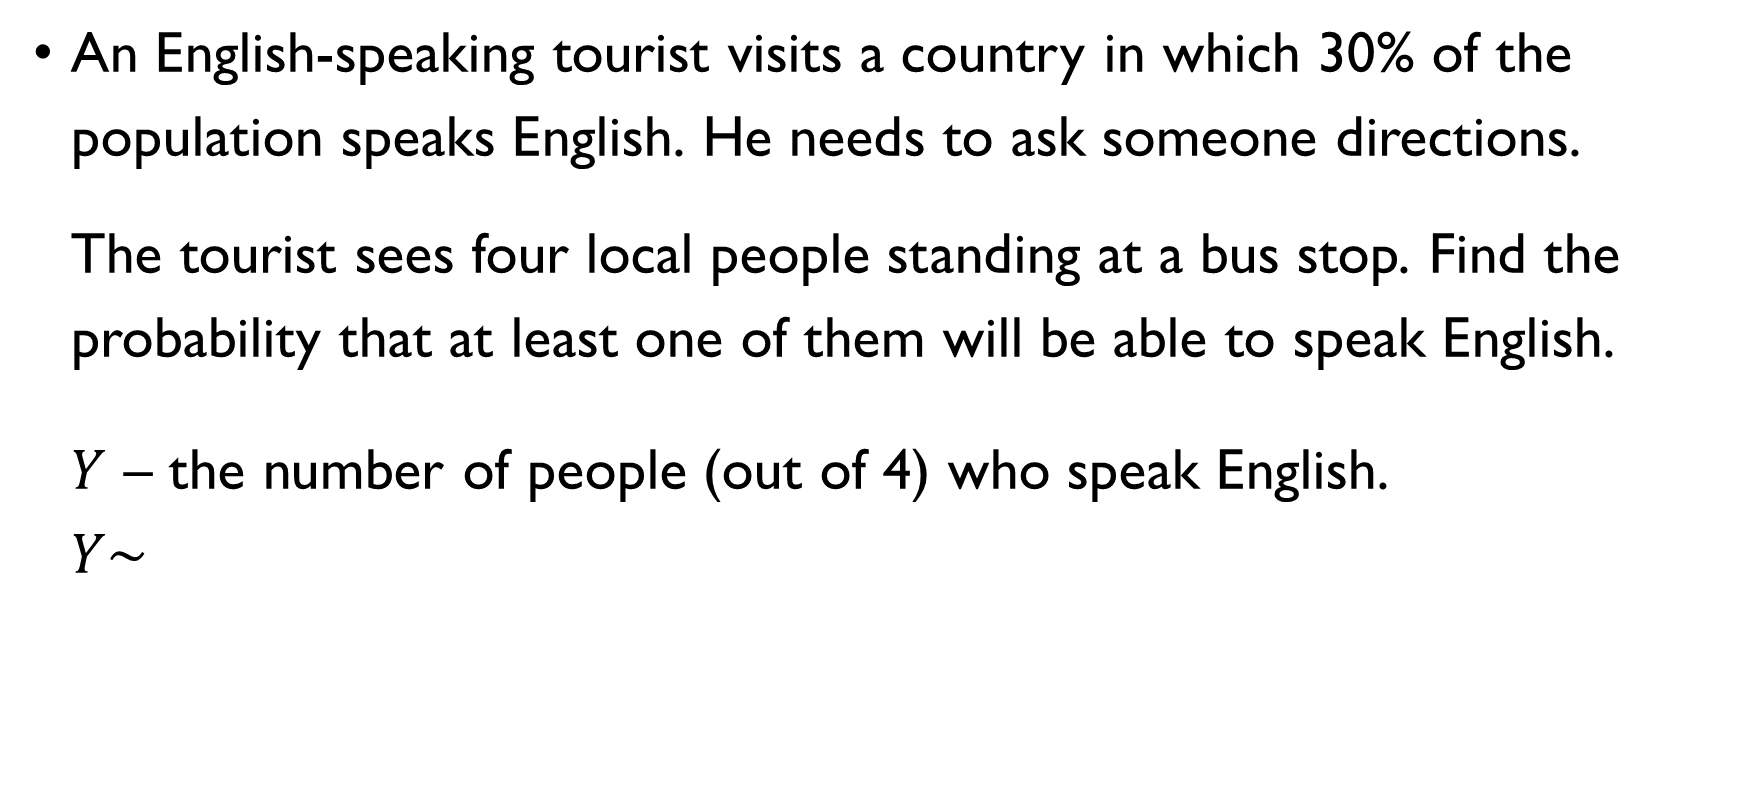 • An English-speaking tourist visits a country in which 30% of the
population speaks English. He needs to ask someone directions.
The tourist sees four local people standing at a bus stop. Find the
probability that at least one of them will be able to speak English.
Y – the number of people (out of 4) who speak English.
Y~